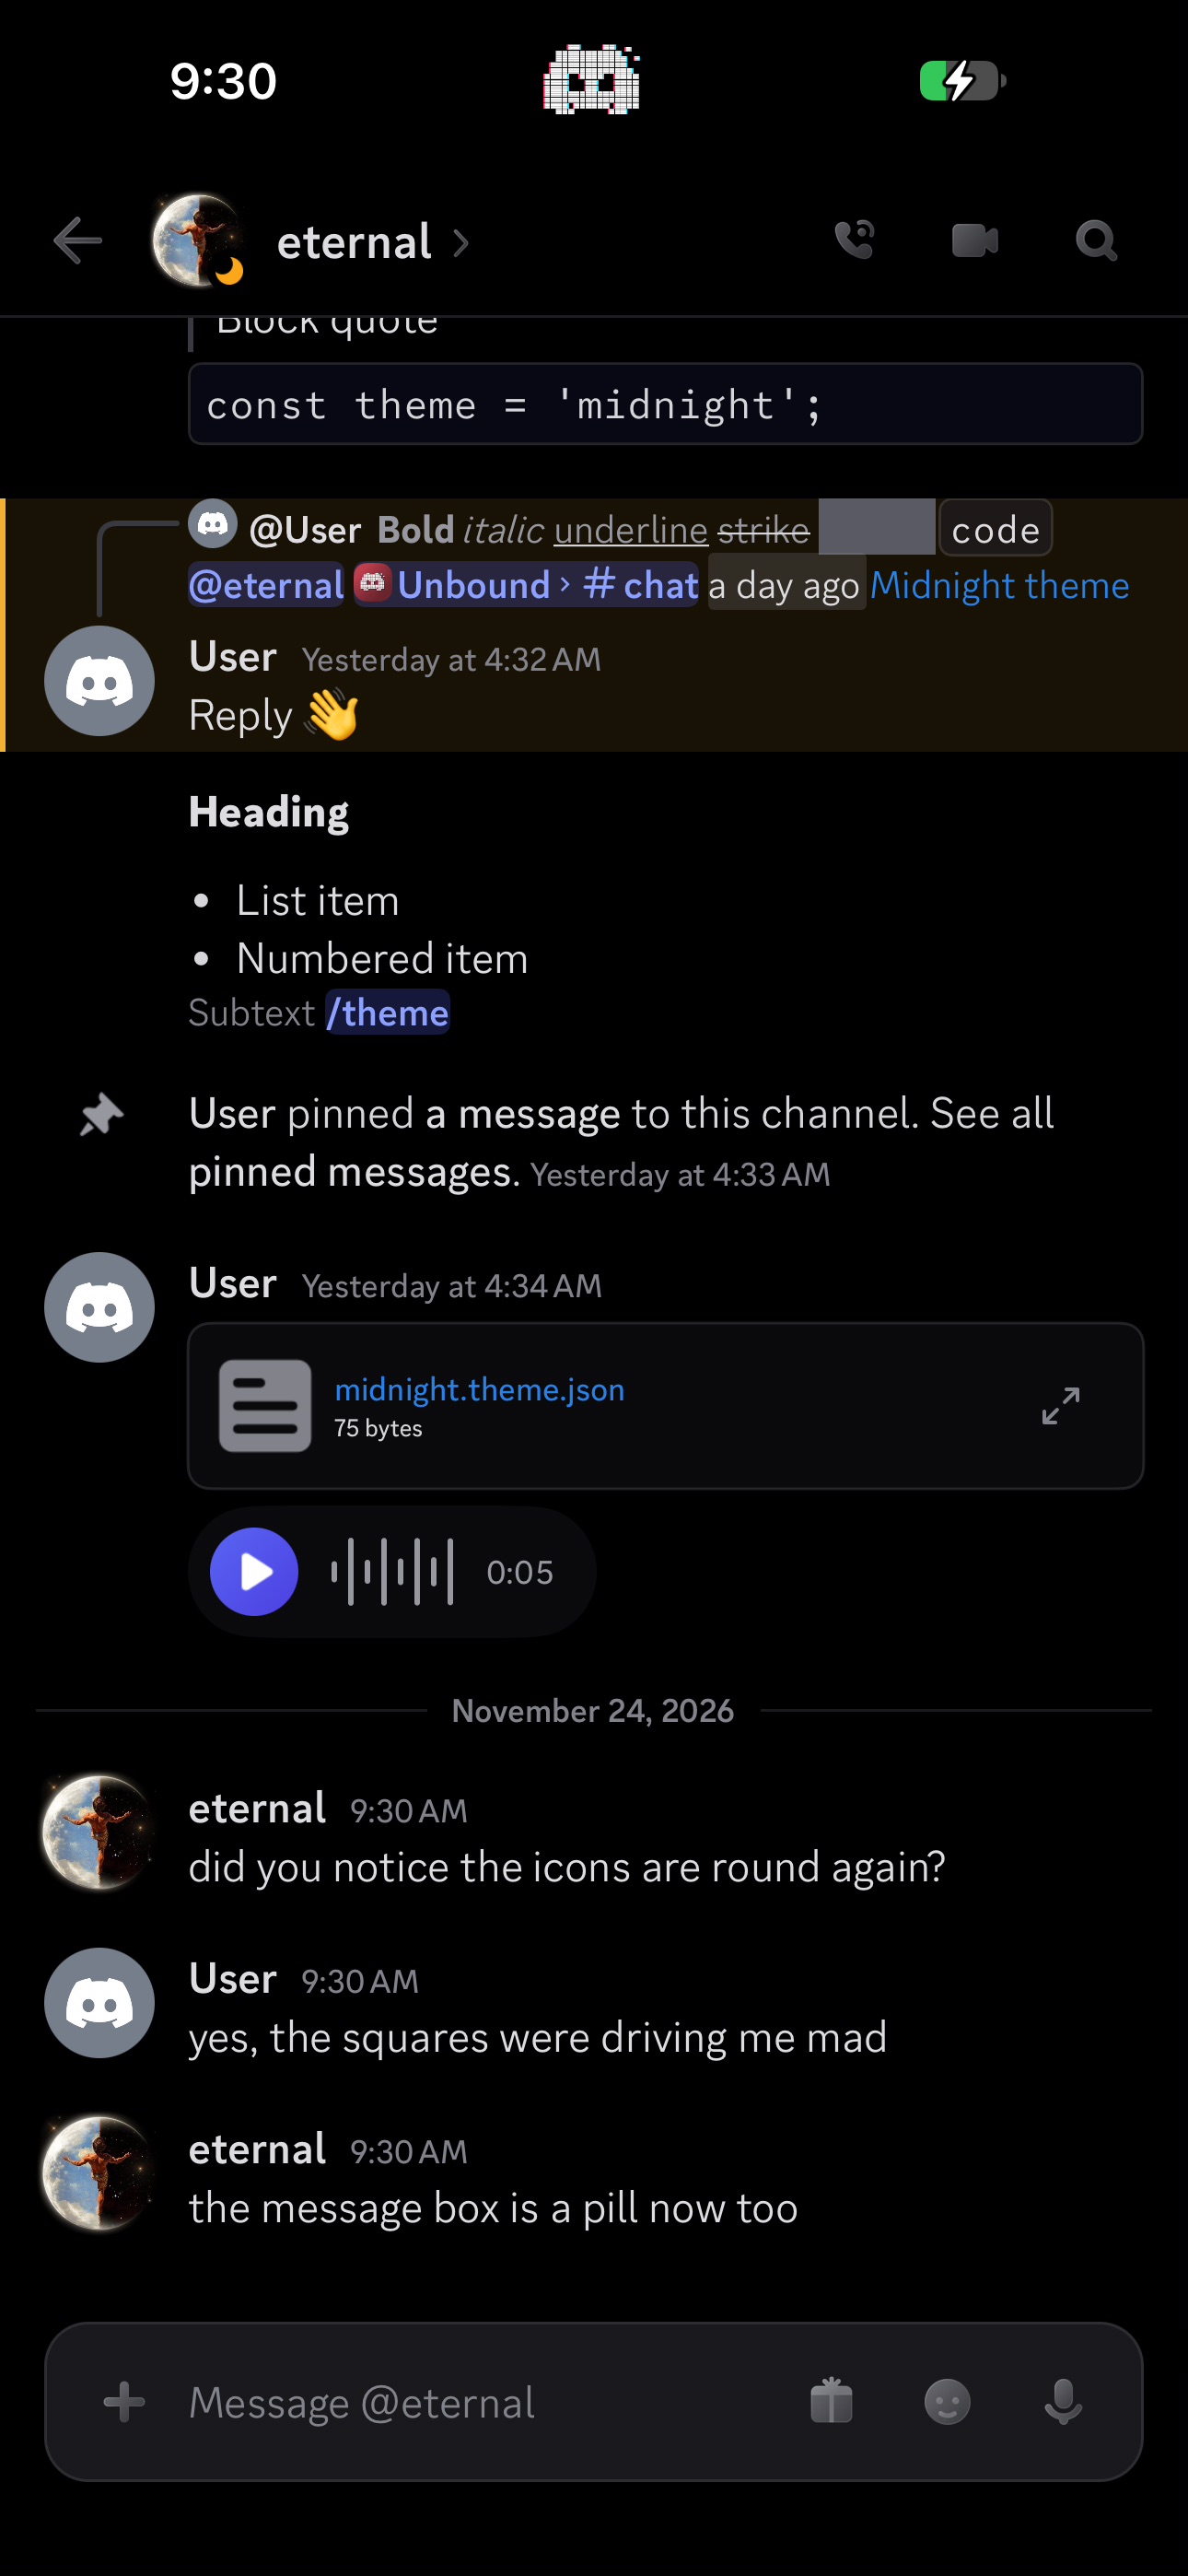 9:30
eternal
Block quote
const theme = 'midnight';
@User Bold italic underline strike code
@eternal Unbound › # chat a day ago Midnight theme
User Yesterday at 4:32 AM
Reply 👋
Heading
• List item
• Numbered item
Subtext /theme
User pinned a message to this channel. See all
pinned messages. Yesterday at 4:33 AM
User Yesterday at 4:34 AM
midnight.theme.json
75 bytes
0:05
November 24, 2026
eternal 9:30 AM
did you notice the icons are round again?
User 9:30 AM
yes, the squares were driving me mad
eternal 9:30 AM
the message box is a pill now too
Message @eternal